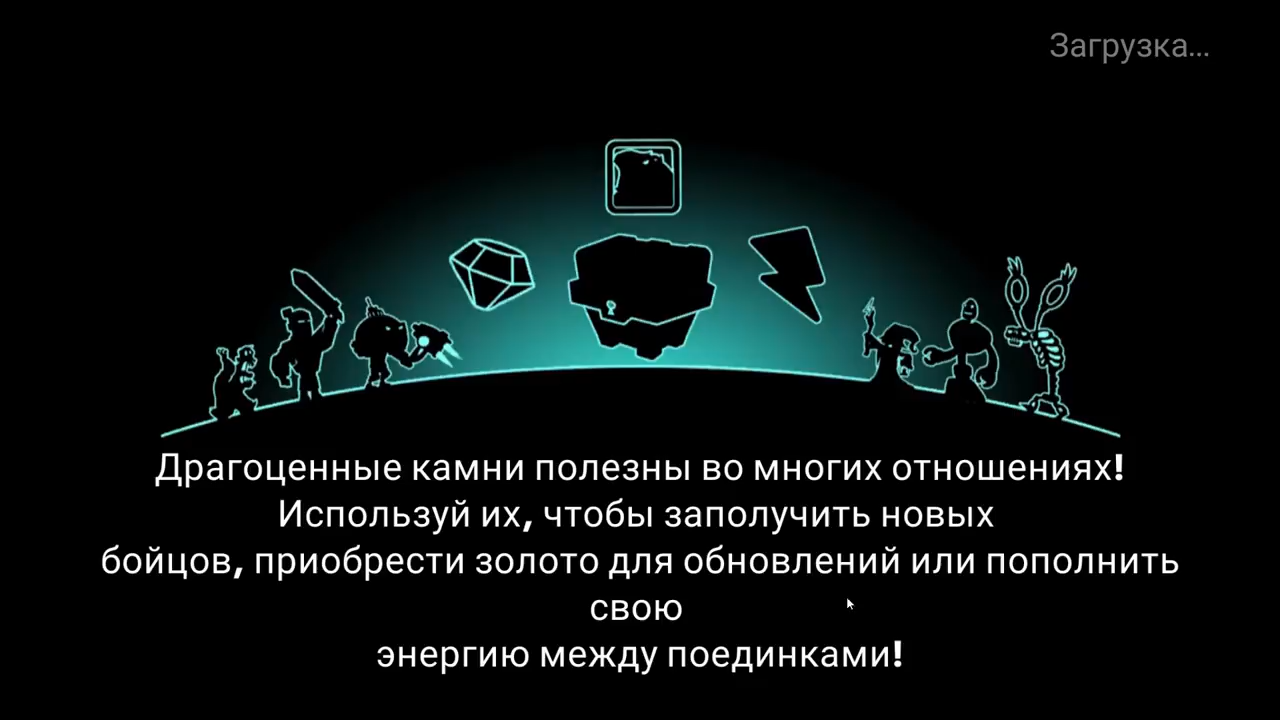 Загрузка...
Драгоценные камни полезны во многих отношениях!
Используй их, чтобы заполучить новых
бойцов, приобрести золото для обновлений или пополнить
свою
энергию между поединками!